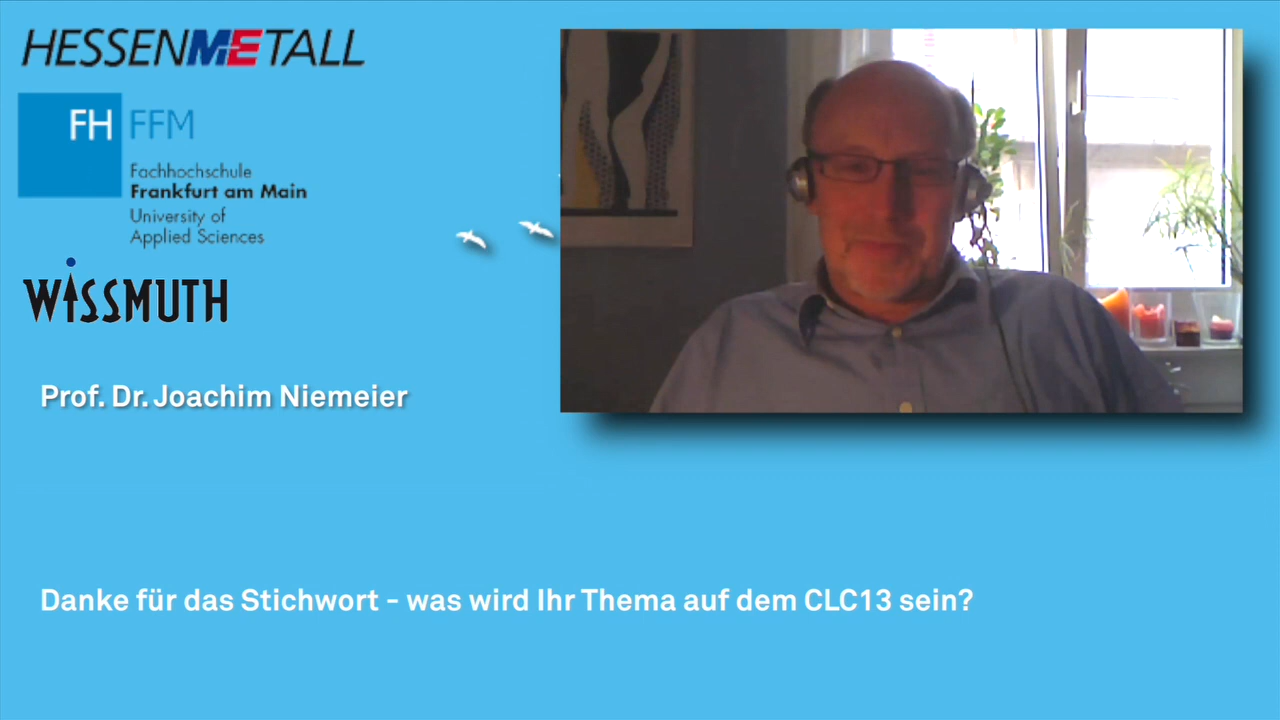 HESSENMETALL
FH FFM
Fachhochschule
Frankfurt am Main
University of
Applied Sciences
WISSMUTH
Prof. Dr. Joachim Niemeier
Danke für das Stichwort - was wird Ihr Thema auf dem CLC13 sein?